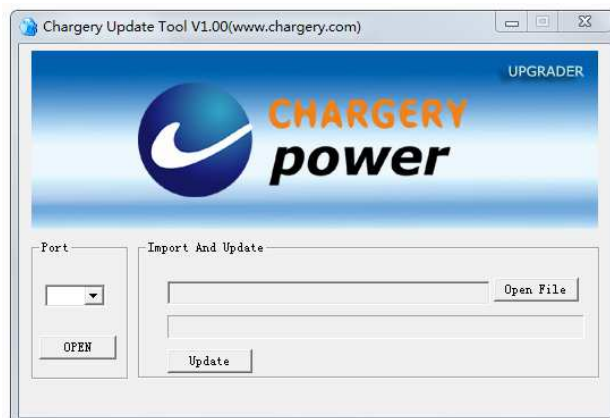 Chargery Update Tool V1.00(www.chargery.com)
UPGRADER
CHARGERY
power
Port
Import And Update
Open File
OPEN
Update